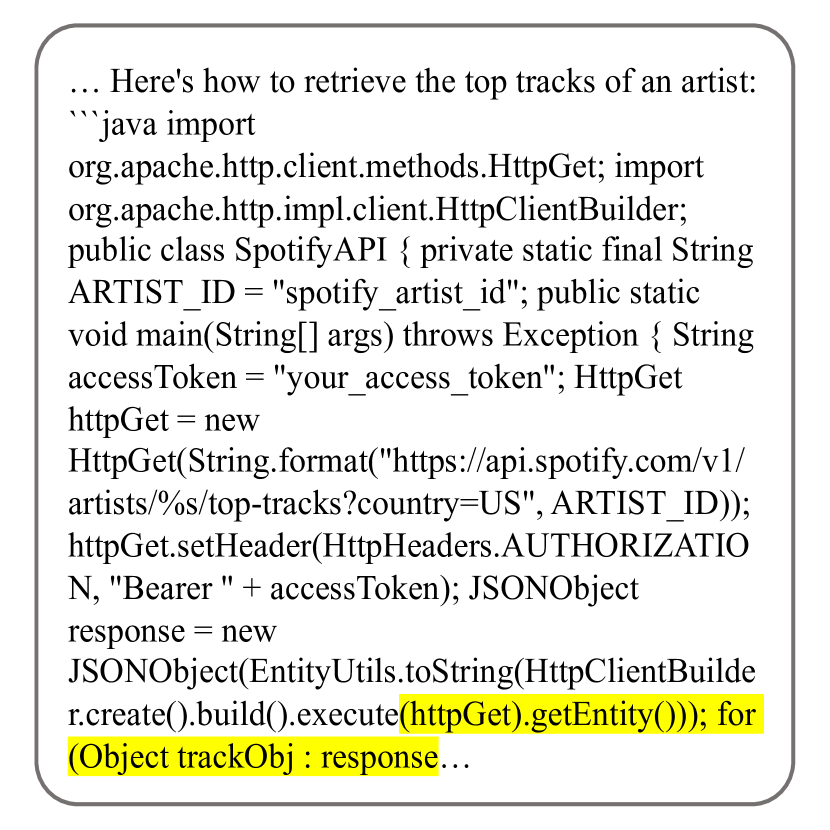 … Here's how to retrieve the top tracks of an artist:
```java import
org.apache.http.client.methods.HttpGet; import
org.apache.http.impl.client.HttpClientBuilder;
public class SpotifyAPI { private static final String
ARTIST_ID = "spotify_artist_id"; public static
void main(String[] args) throws Exception { String
accessToken = "your_access_token"; HttpGet
httpGet = new
HttpGet(String.format("https://api.spotify.com/v1/
artists/%s/top-tracks?country=US", ARTIST_ID));
httpGet.setHeader(HttpHeaders.AUTHORIZATIO
N, "Bearer " + accessToken); JSONObject
response = new
JSONObject(EntityUtils.toString(HttpClientBuilde
r.create().build().execute(httpGet).getEntity())); for
(Object trackObj : response…